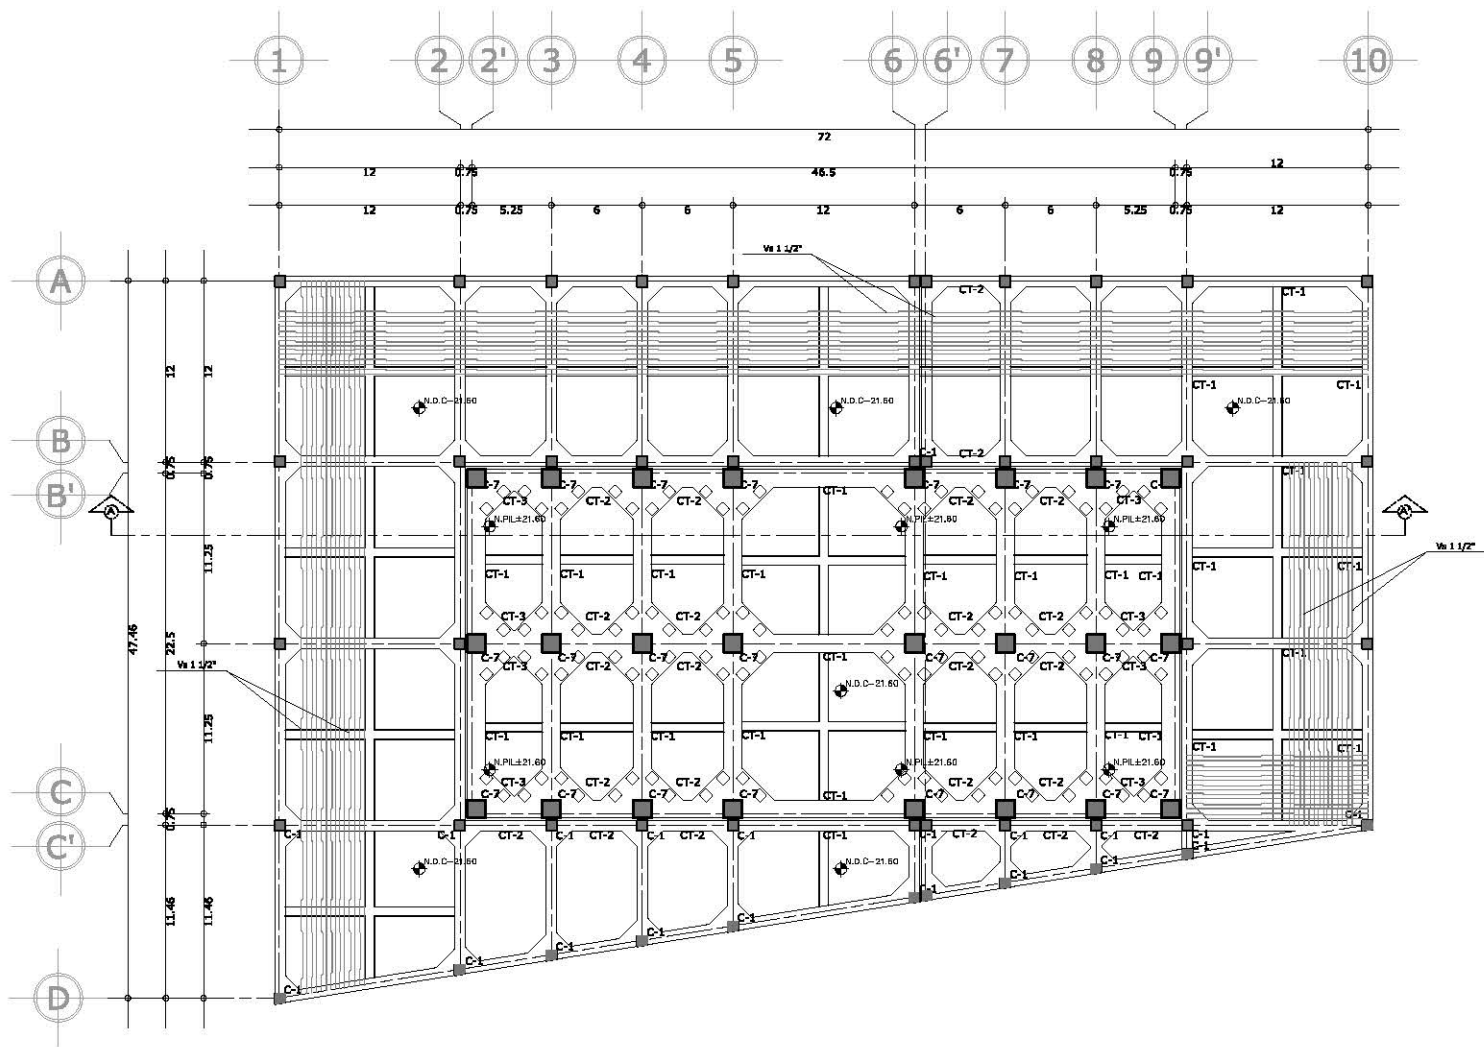 1 2 2' 3 4 5 6 6' 7 8 9 9' 10
72
12 0.75 46.5 0.75 12
12 0.75 5.25 6 6 12 6 6 5.25 0.75 12
Vs 1 1/2"
A
CT-2 CT-1
12 12
CT-1 CT-1
N.D.C-21.60 N.D.C-21.60 N.D.C-21.60
B
C-1 CT-2
0.75 0.75
CT-1
B'
C-7 C-7 C-7 C-7 CT-1 C-7 C-7 C-7 C-7
CT-3 CT-2 CT-2 CT-2 CT-2 CT-3
A A'
N.PIL±21.60 N.PIL±21.60 N.PIL±21.60
Vs 1 1/2"
11.25
CT-1 CT-1 CT-1 CT-1 CT-1 CT-1 CT-1 CT-1 CT-1 CT-1
CT-3 CT-2 CT-2 CT-2 CT-2 CT-3
47.46 22.5
C-7 C-7 C-7 C-7 CT-1 C-7 C-7 C-7 C-7 CT-1
Vs 1 1/2"
CT-3 CT-2 CT-2 CT-2 CT-2 CT-3
N.D.C-21.60
11.25
CT-1 CT-1 CT-1 CT-1 CT-1 CT-1 CT-1 CT-1 CT-1 CT-1
N.PIL±21.60 N.PIL±21.60 N.PIL±21.60
CT-3 CT-2 CT-2 CT-2 CT-2 CT-3
C
C-7 C-7 C-7 C-7 CT-1 C-7 C-7 C-7 C-7
0.75
C-1
C-1 CT-2 C-1 CT-2 C-1 CT-2 C-1 CT-1 C-1 CT-2 C-1 C-1 CT-2 C-1
C'
C-1
N.D.C-21.60 N.D.C-21.60
C-1
C-1
C-1
11.46 11.46
C-1
C-1
C-1
C-1
D
C-1